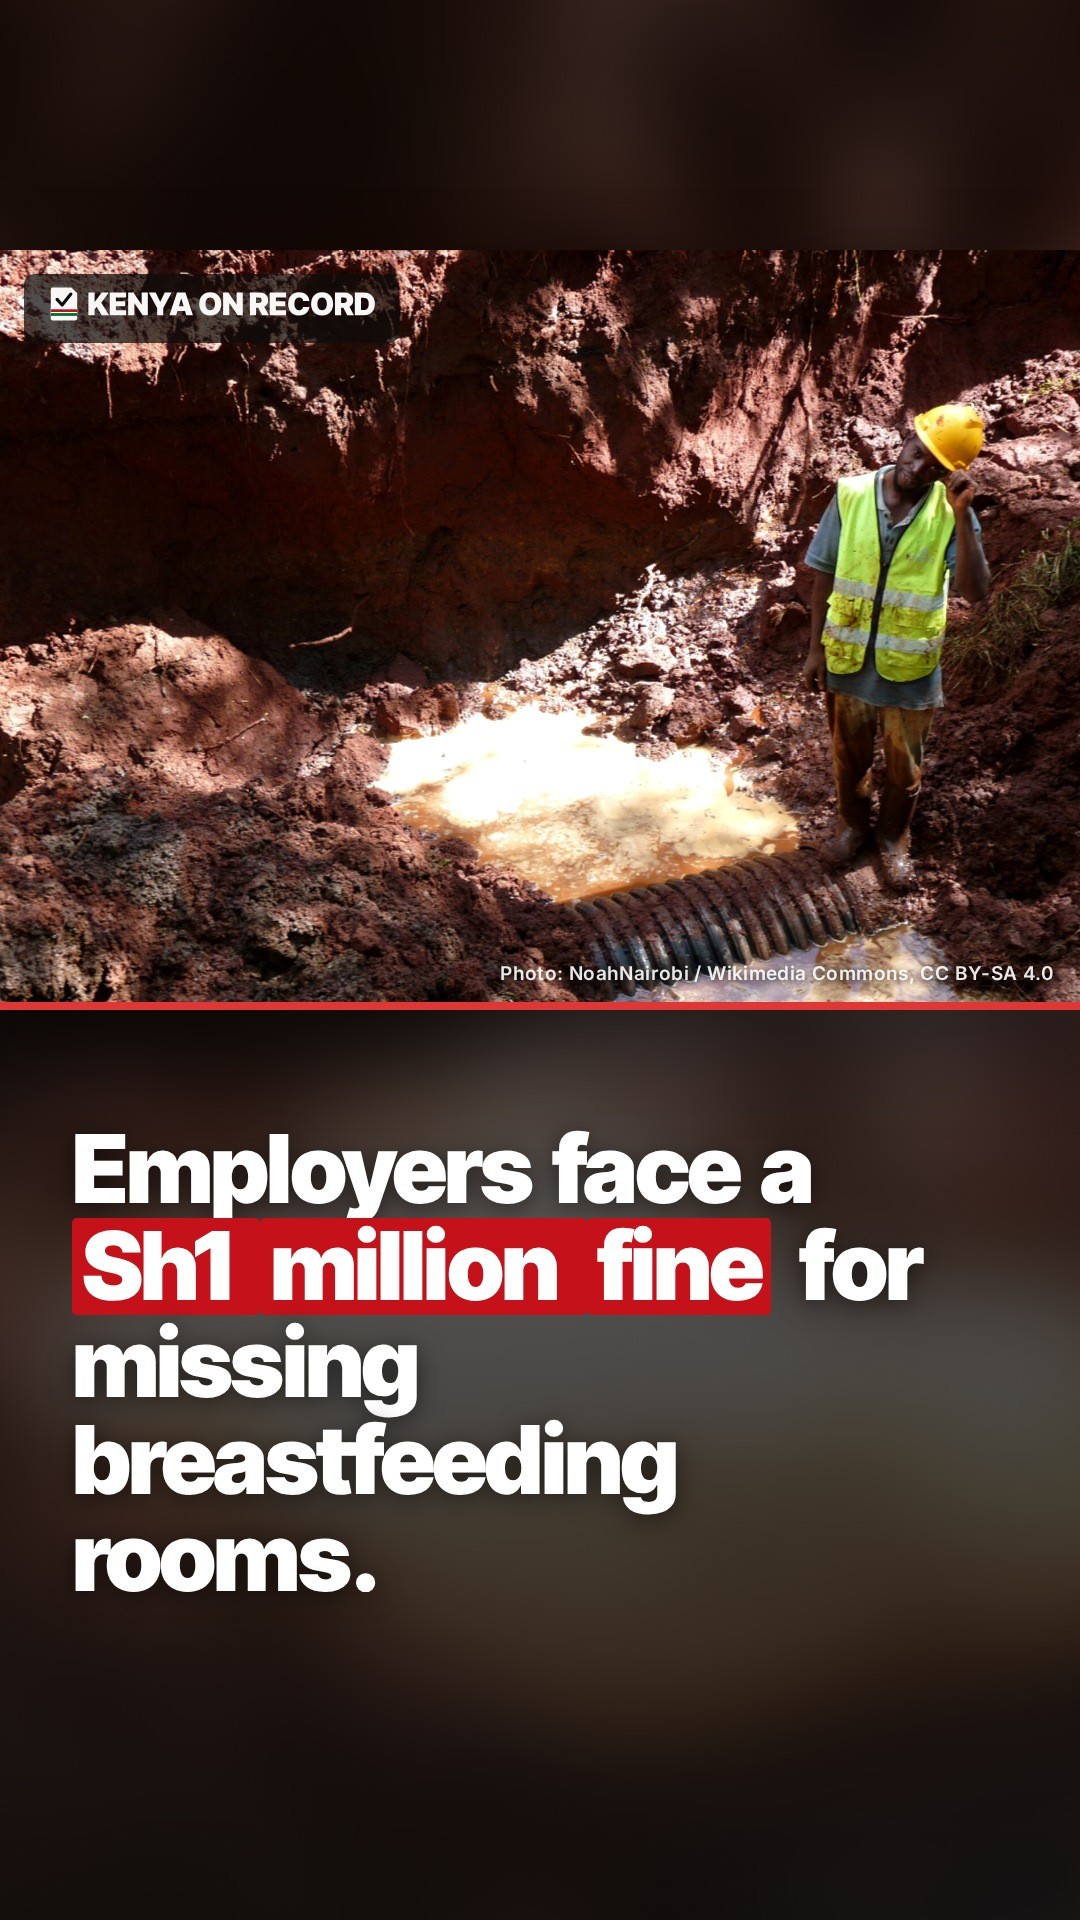 KENYA ON RECORD
Photo: NoahNairobi / Wikimedia Commons, CC BY-SA 4.0
Employers face a
Sh1 million fine for
missing
breastfeeding
rooms.